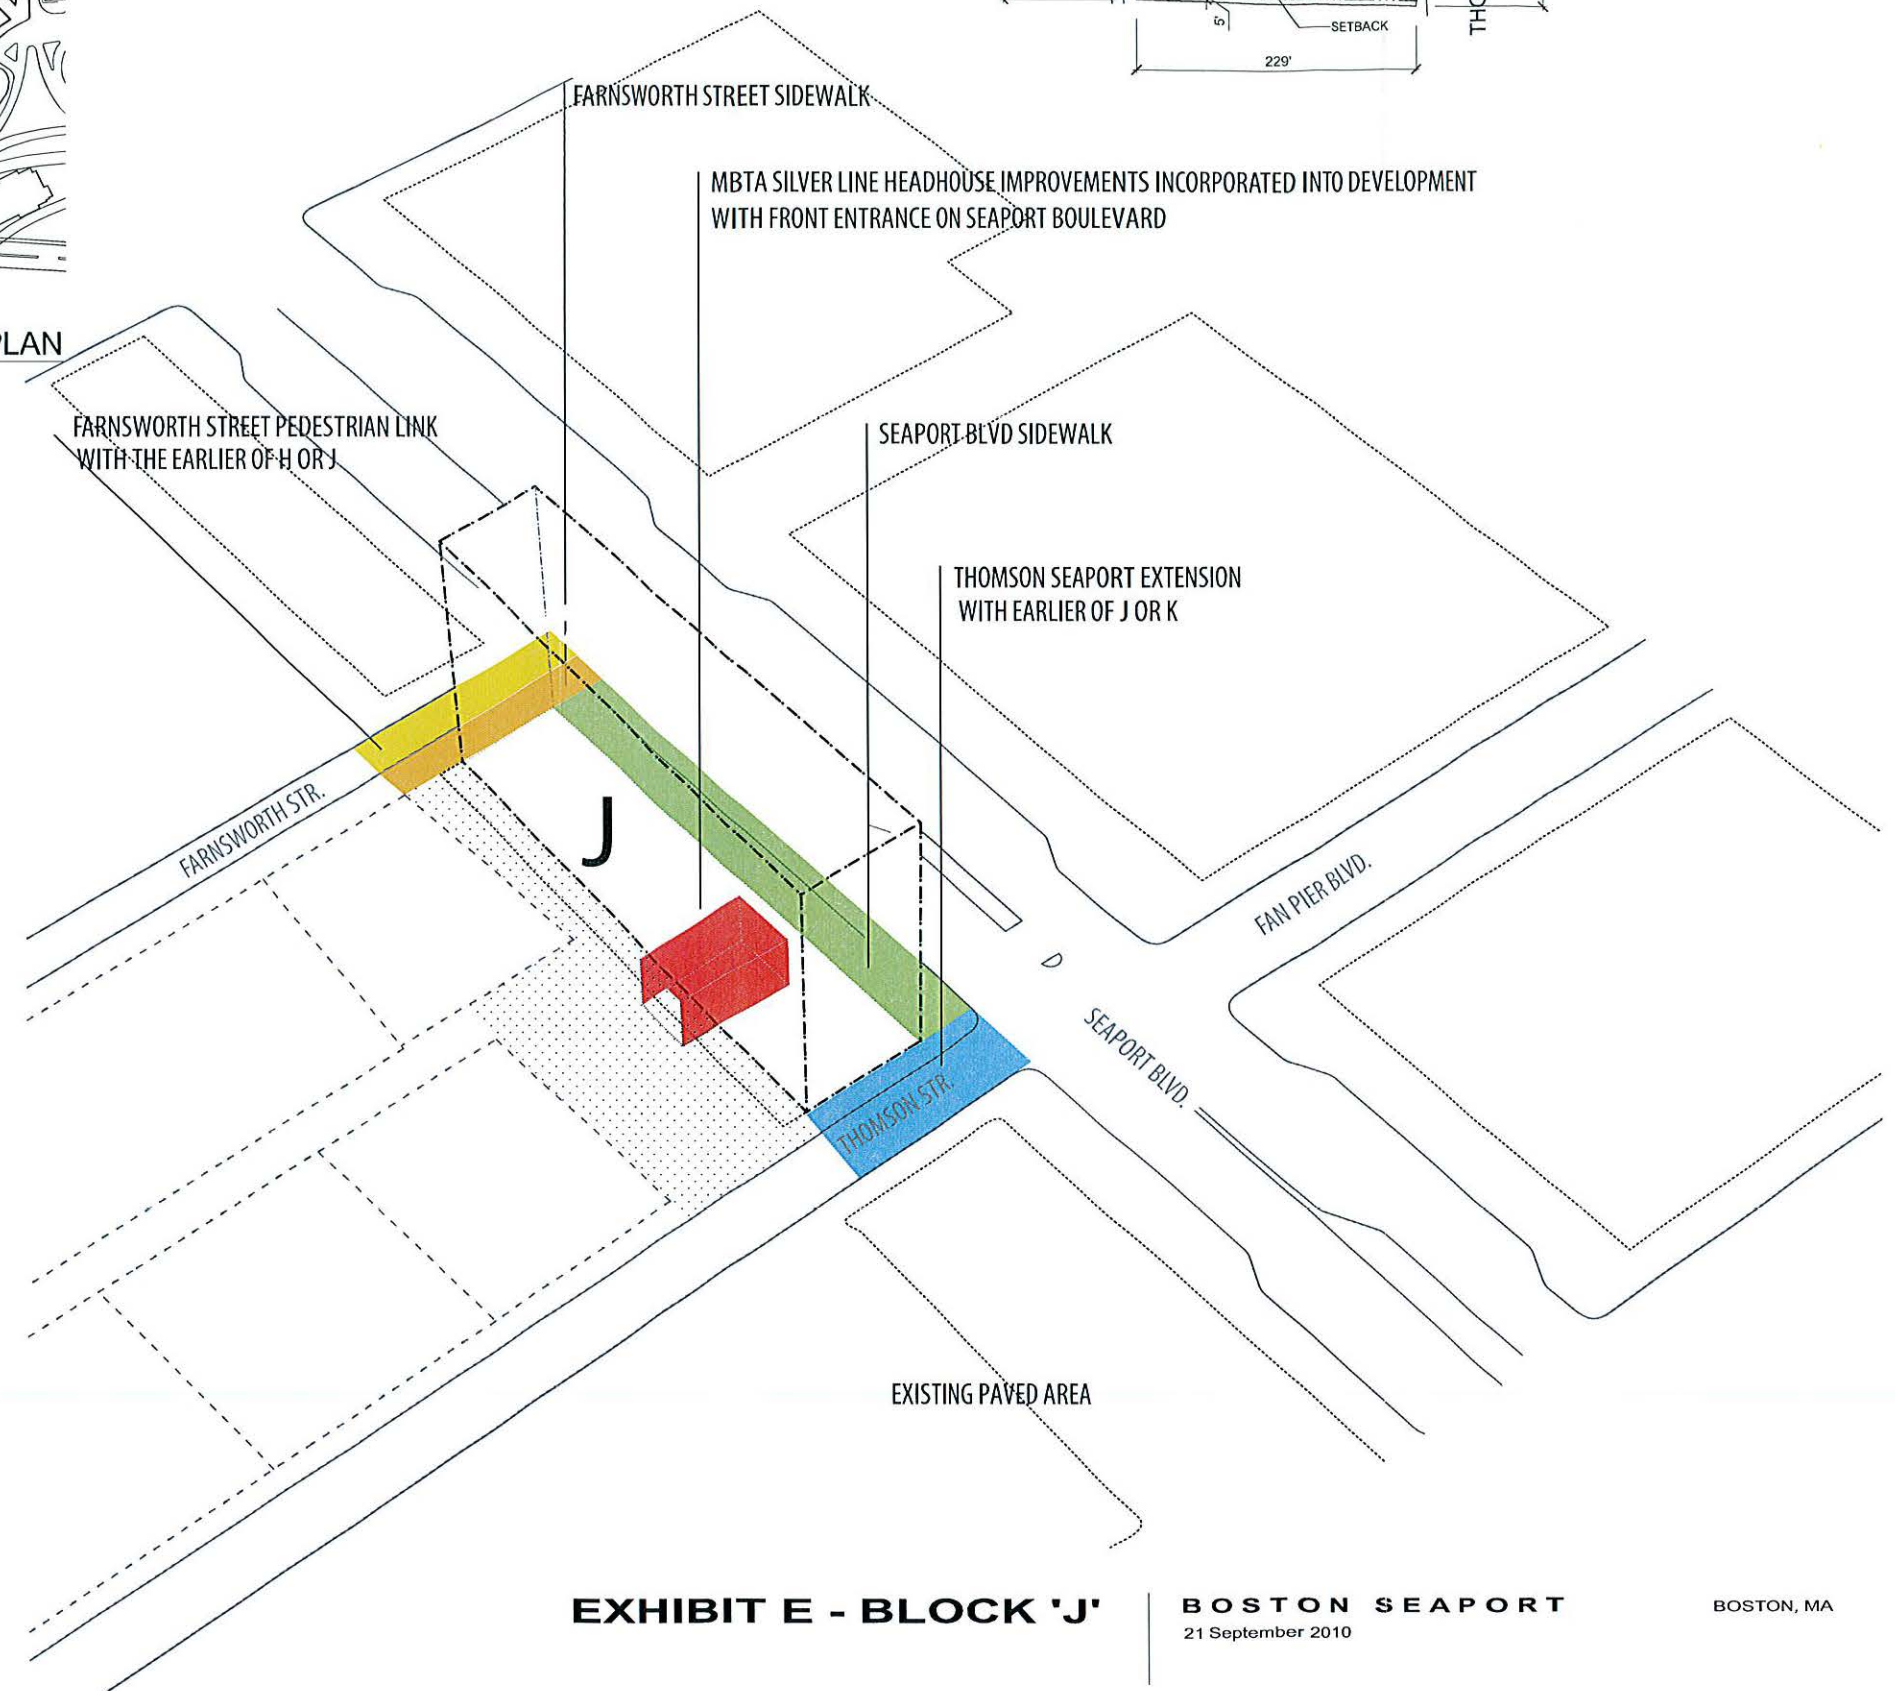 5'
SETBACK
229'
FARNSWORTH STREET SIDEWALK
MBTA SILVER LINE HEADHOUSE IMPROVEMENTS INCORPORATED INTO DEVELOPMENT
WITH FRONT ENTRANCE ON SEAPORT BOULEVARD
FARNSWORTH STREET PEDESTRIAN LINK
WITH THE EARLIER OF H OR J
SEAPORT BLVD SIDEWALK
THOMSON SEAPORT EXTENSION
WITH EARLIER OF J OR K
J
FARNSWORTH STR.
FAN PIER BLVD.
SEAPORT BLVD.
THOMSON STR.
EXISTING PAVED AREA
EXHIBIT E - BLOCK 'J'
BOSTON SEAPORT
21 September 2010
BOSTON, MA